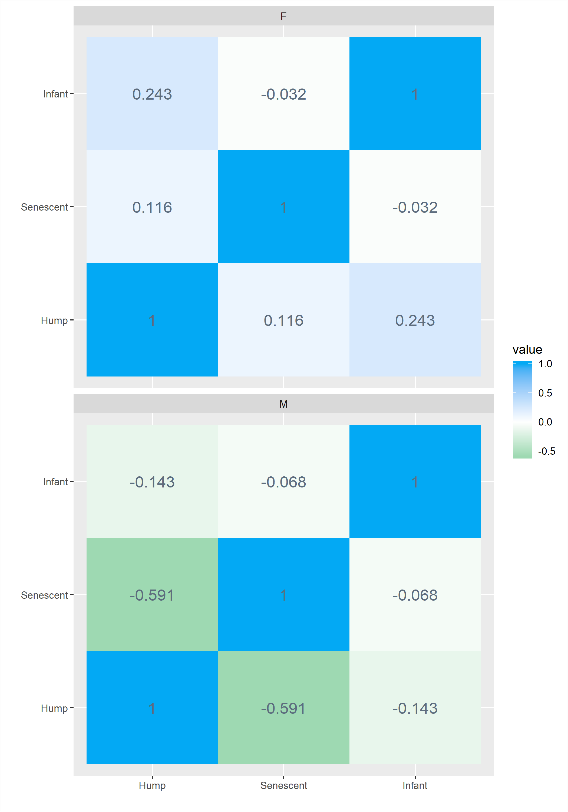 F
Infant 0.243 -0.032 1
Senescent 0.116 1 -0.032
Hump 1 0.116 0.243
value
1.0
0.5
0.0
-0.5
M
Infant -0.143 -0.068 1
Senescent -0.591 1 -0.068
Hump 1 -0.591 -0.143
Hump Senescent Infant